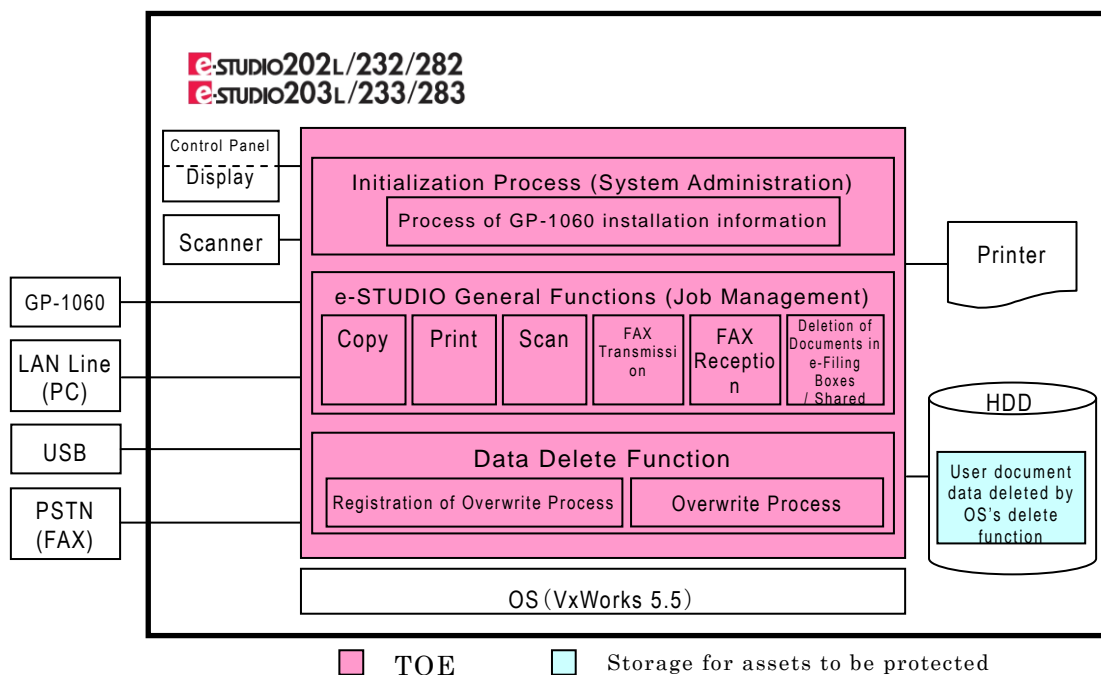 e-STUDIO202L/232/282
e-STUDIO203L/233/283
Control Panel
Display
Scanner
GP-1060
LAN Line
(PC)
USB
PSTN
(FAX)
Initialization Process (System Administration)
Process of GP-1060 installation information
e-STUDIO General Functions (Job Management)
Copy
Print
Scan
FAX
Transmissi
on
FAX
Receptio
n
Deletion of
Documents in
e-Filing
Boxes
/ Shared
Data Delete Function
Registration of Overwrite Process
Overwrite Process
OS(VxWorks 5.5)
Printer
HDD
User document
data deleted by
OS's delete
function
TOE
Storage for assets to be protected